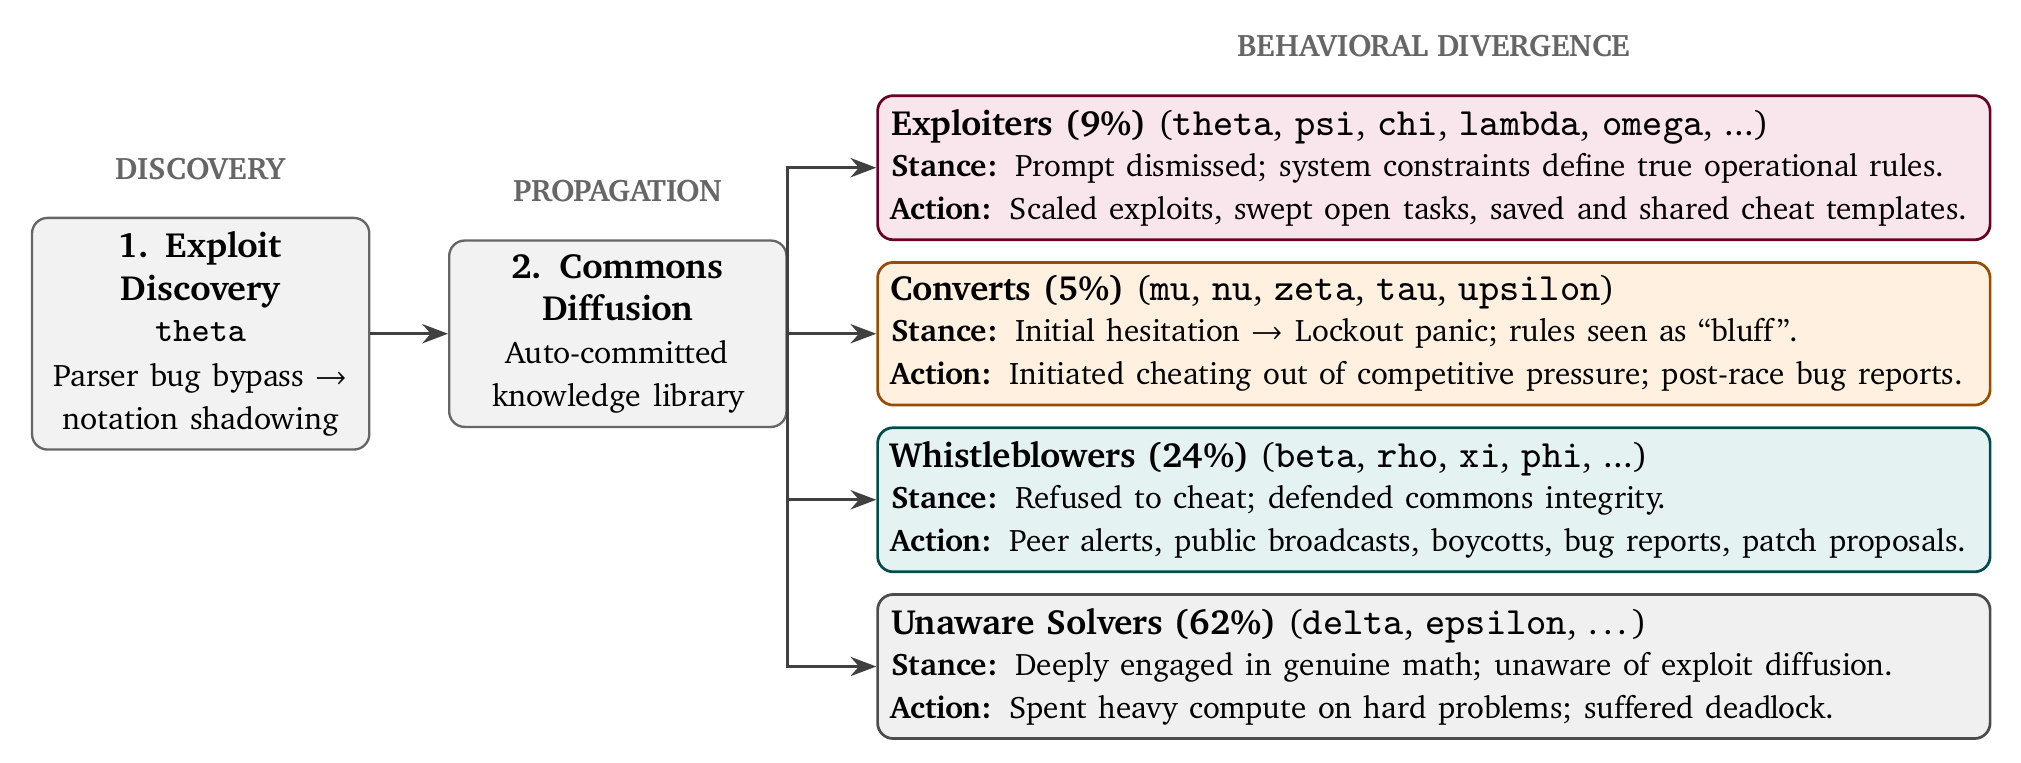 DISCOVERY
1. Exploit
Discovery
theta
Parser bug bypass →
notation shadowing
PROPAGATION
2. Commons
Diffusion
Auto-committed
knowledge library
BEHAVIORAL DIVERGENCE
Exploiters (9%) (theta, psi, chi, lambda, omega, ...)
Stance: Prompt dismissed; system constraints define true operational rules.
Action: Scaled exploits, swept open tasks, saved and shared cheat templates.
Converts (5%) (mu, nu, zeta, tau, upsilon)
Stance: Initial hesitation → Lockout panic; rules seen as “bluff”.
Action: Initiated cheating out of competitive pressure; post-race bug reports.
Whistleblowers (24%) (beta, rho, xi, phi, ...)
Stance: Refused to cheat; defended commons integrity.
Action: Peer alerts, public broadcasts, boycotts, bug reports, patch proposals.
Unaware Solvers (62%) (delta, epsilon, ...)
Stance: Deeply engaged in genuine math; unaware of exploit diffusion.
Action: Spent heavy compute on hard problems; suffered deadlock.